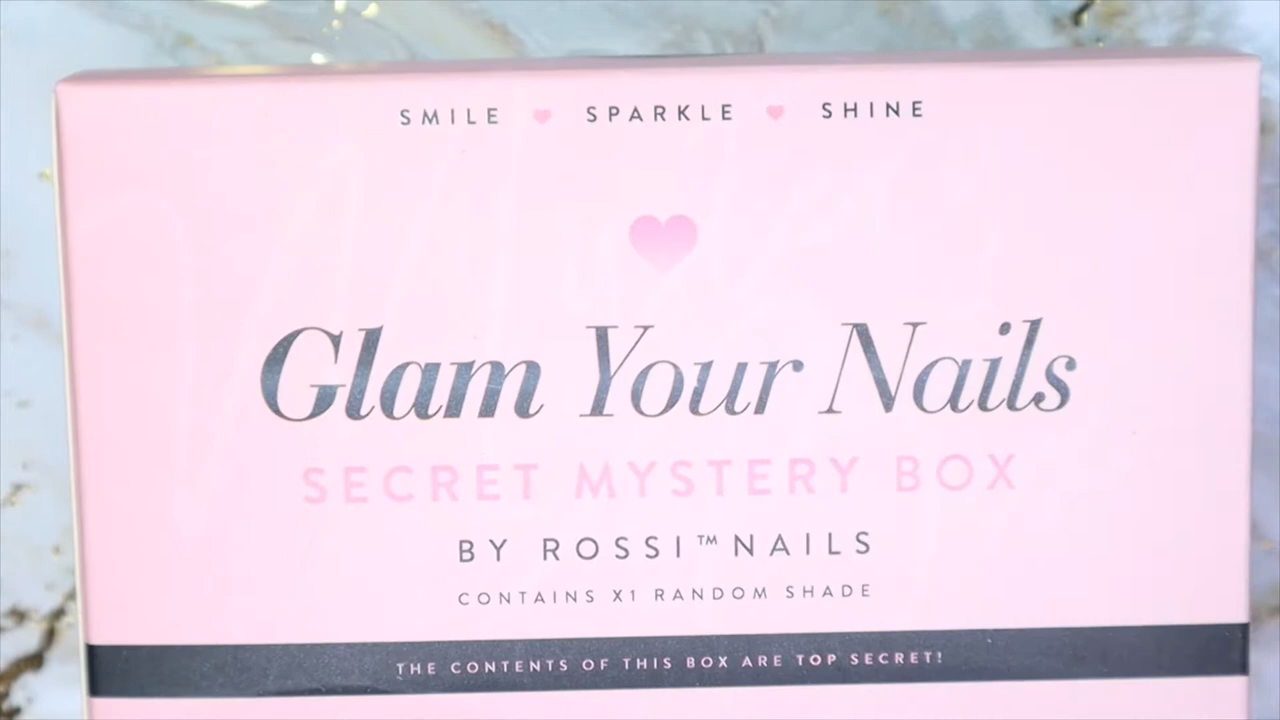 SMILE SPARKLE SHINE
Glam Your Nails
SECRET MYSTERY BOX
BY ROSSI™ NAILS
CONTAINS X1 RANDOM SHADE
THE CONTENTS OF THIS BOX ARE TOP SECRET!